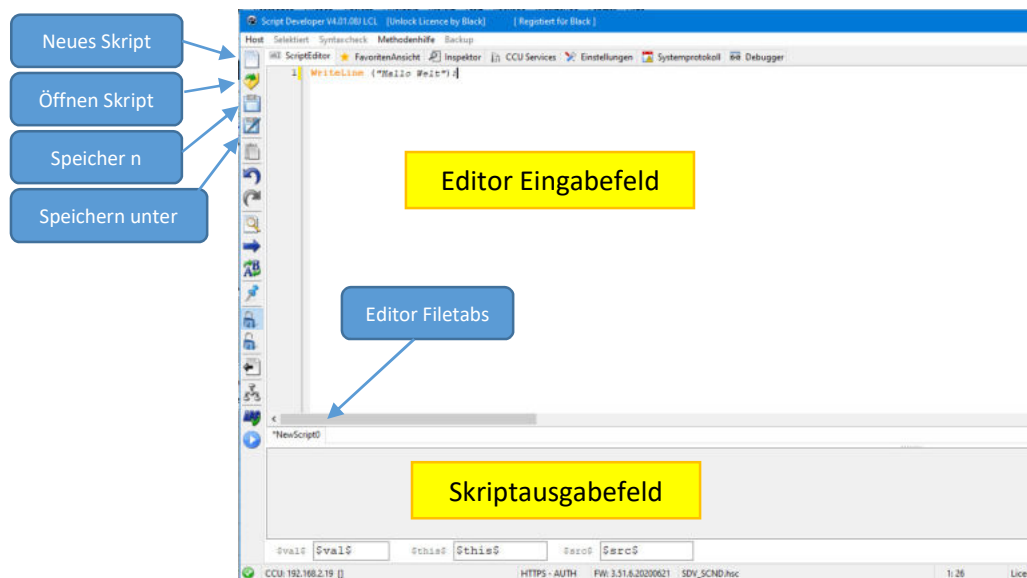 Script Developer V4.01.08J LCL [Unlock Licence by Black] [ Registiert für Black ]
Host Selektiert Syntaxcheck Methodenhilfe Backup
ScriptEditor FavoritenAnsicht Inspektor CCU Services Einstellungen Systemprotokoll Debugger
1 WriteLine ("Hallo Welt");
Neues Skript
Öffnen Skript
Speicher n
Speichern unter
Editor Eingabefeld
Editor Filetabs
*NewScript0
Skriptausgabefeld
$val$ $val$ $this$ $this$ $src$ $src$
CCU: 192.168.2.19 [] HTTPS - AUTH FW: 3.51.6.20200621 SDV_SCND.hsc 1: 26 Lice